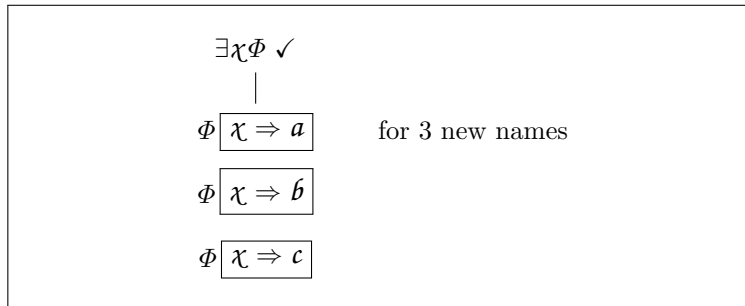 ∃χΦ ✓
Φ χ ⇒ a for 3 new names
Φ χ ⇒ b
Φ χ ⇒ c